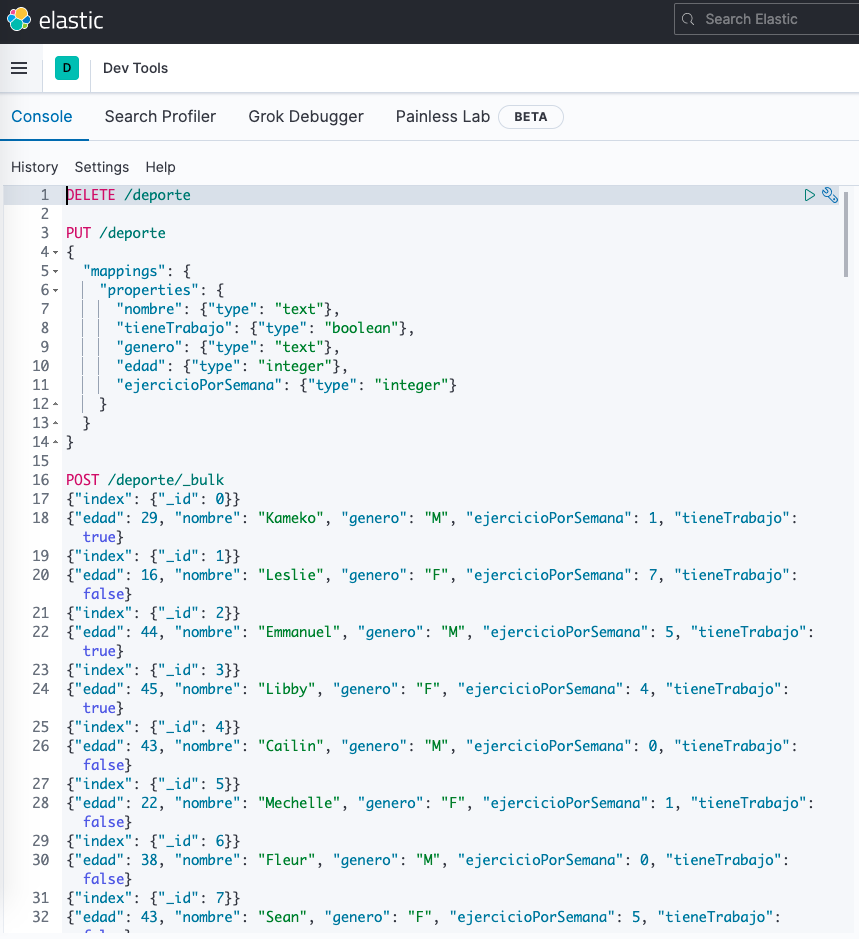 elastic
Search Elastic
D
Dev Tools
Console Search Profiler Grok Debugger Painless Lab BETA
History Settings Help
1 DELETE /deporte
2
3 PUT /deporte
4 {
5 "mappings": {
6 "properties": {
7 "nombre": {"type": "text"},
8 "tieneTrabajo": {"type": "boolean"},
9 "genero": {"type": "text"},
10 "edad": {"type": "integer"},
11 "ejercicioPorSemana": {"type": "integer"}
12 }
13 }
14 }
15
16 POST /deporte/_bulk
17 {"index": {"_id": 0}}
18 {"edad": 29, "nombre": "Kameko", "genero": "M", "ejercicioPorSemana": 1, "tieneTrabajo":
true}
19 {"index": {"_id": 1}}
20 {"edad": 16, "nombre": "Leslie", "genero": "F", "ejercicioPorSemana": 7, "tieneTrabajo":
false}
21 {"index": {"_id": 2}}
22 {"edad": 44, "nombre": "Emmanuel", "genero": "M", "ejercicioPorSemana": 5, "tieneTrabajo":
true}
23 {"index": {"_id": 3}}
24 {"edad": 45, "nombre": "Libby", "genero": "F", "ejercicioPorSemana": 4, "tieneTrabajo":
true}
25 {"index": {"_id": 4}}
26 {"edad": 43, "nombre": "Cailin", "genero": "M", "ejercicioPorSemana": 0, "tieneTrabajo":
false}
27 {"index": {"_id": 5}}
28 {"edad": 22, "nombre": "Mechelle", "genero": "F", "ejercicioPorSemana": 1, "tieneTrabajo":
false}
29 {"index": {"_id": 6}}
30 {"edad": 38, "nombre": "Fleur", "genero": "M", "ejercicioPorSemana": 0, "tieneTrabajo":
false}
31 {"index": {"_id": 7}}
32 {"edad": 43, "nombre": "Sean", "genero": "F", "ejercicioPorSemana": 5, "tieneTrabajo":